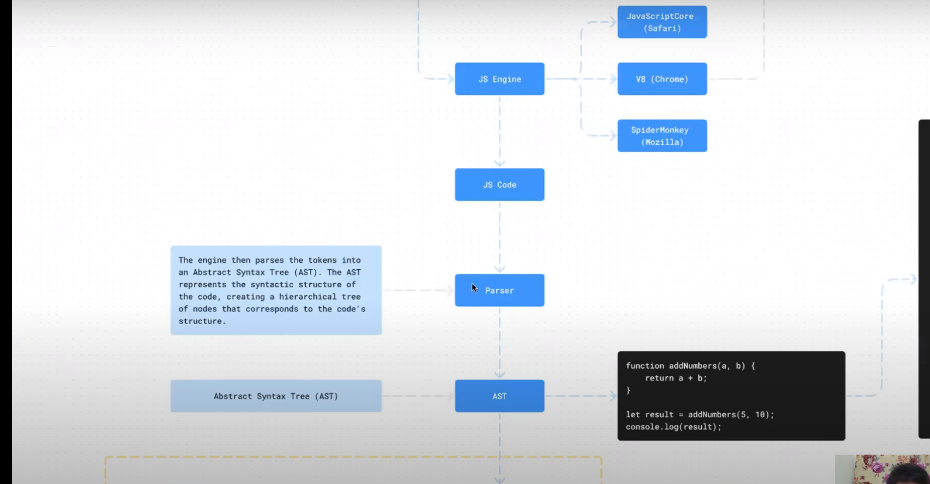 JavaScriptCore
(Safari)
JS Engine
V8 (Chrome)
SpiderMonkey
(Mozilla)
JS Code
The engine then parses the tokens into
an Abstract Syntax Tree (AST). The AST
represents the syntactic structure of
the code, creating a hierarchical tree
of nodes that corresponds to the code's
structure.
Parser
Abstract Syntax Tree (AST)
AST
function addNumbers(a, b) {
return a + b;
}
let result = addNumbers(5, 10);
console.log(result);